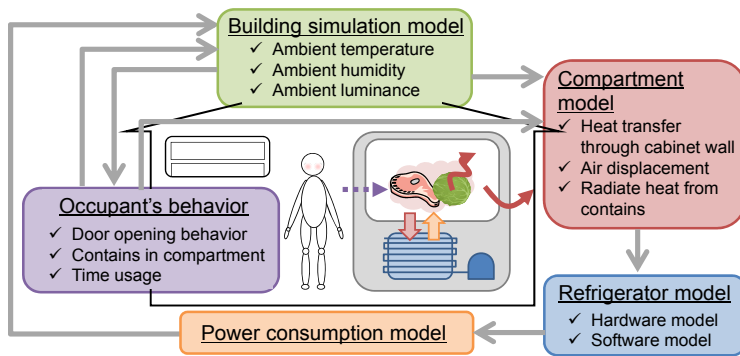 Building simulation model
✓ Ambient temperature
✓ Ambient humidity
✓ Ambient luminance
Compartment
model
✓ Heat transfer
through cabinet wall
✓ Air displacement
✓ Radiate heat from
contains
Occupant's behavior
✓ Door opening behavior
✓ Contains in compartment
✓ Time usage
Refrigerator model
✓ Hardware model
✓ Software model
Power consumption model